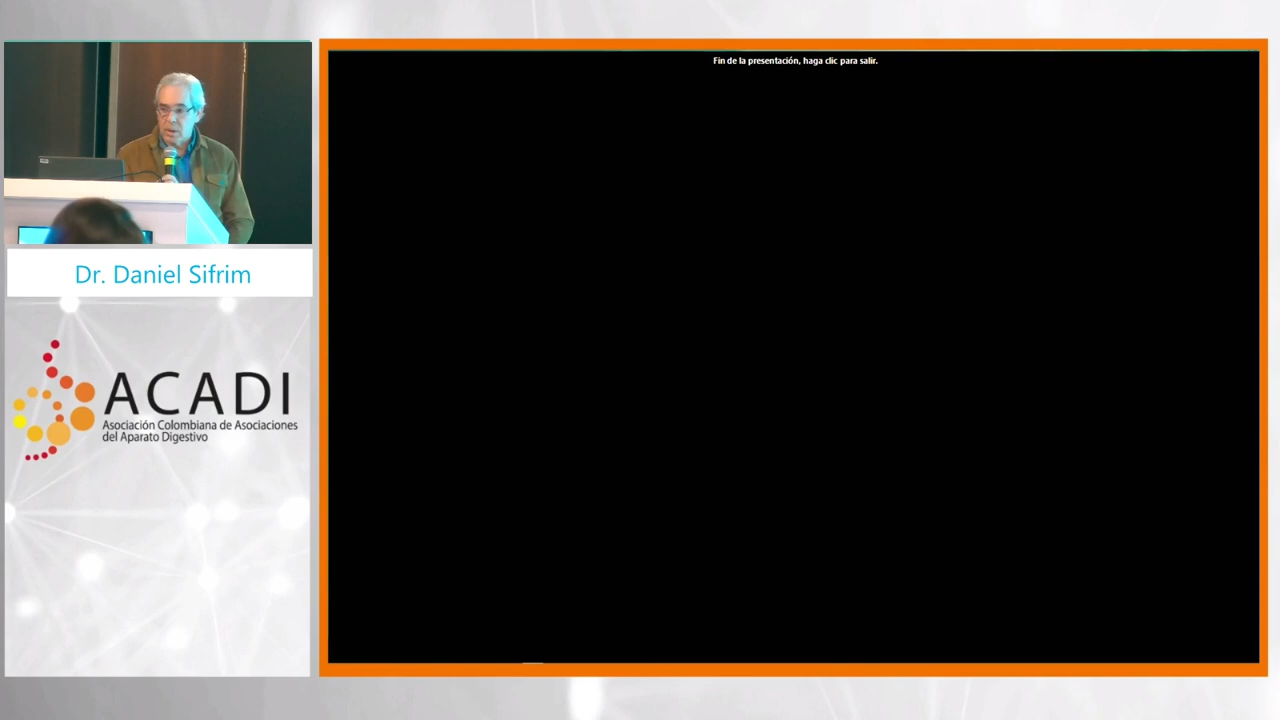 Fin de la presentación, haga clic para salir.
Dr. Daniel Sifrim
ACADI
Asociación Colombiana de Asociaciones
del Aparato Digestivo